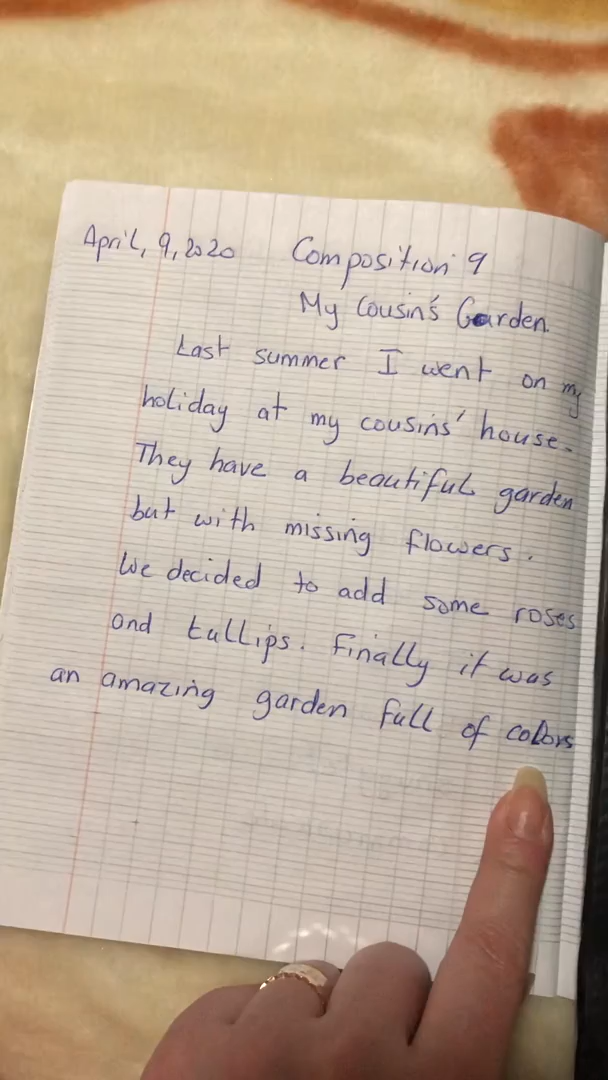 April, 9, 2020 Composition 9
My Cousin's Garden.
Last summer I went on my
holiday at my cousins' house.
They have a beautiful garden
but with missing flowers.
We decided to add some roses
and tullips. Finally it was
an amazing garden full of colors